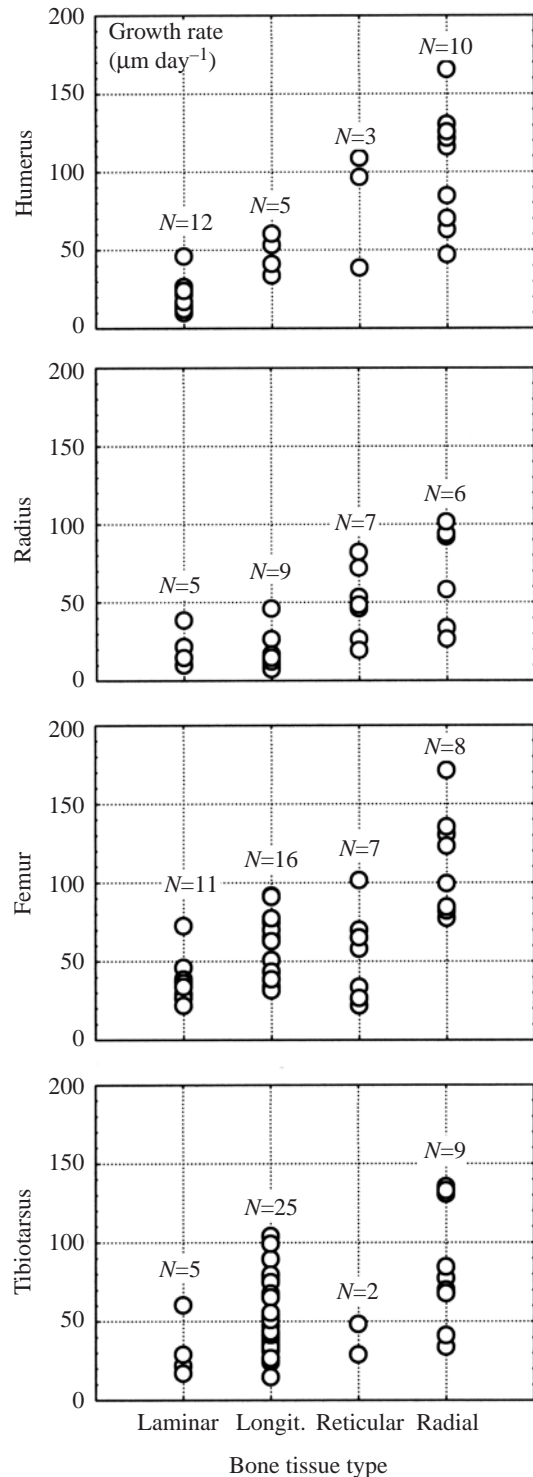 Growth rate
(μm day⁻¹)
Humerus
200
150
100
50
0
N=12
N=5
N=3
N=10
Radius
200
150
100
50
0
N=5
N=9
N=7
N=6
Femur
200
150
100
50
0
N=11
N=16
N=7
N=8
Tibiotarsus
200
150
100
50
0
N=5
N=25
N=2
N=9
Laminar Longit. Reticular Radial
Bone tissue type